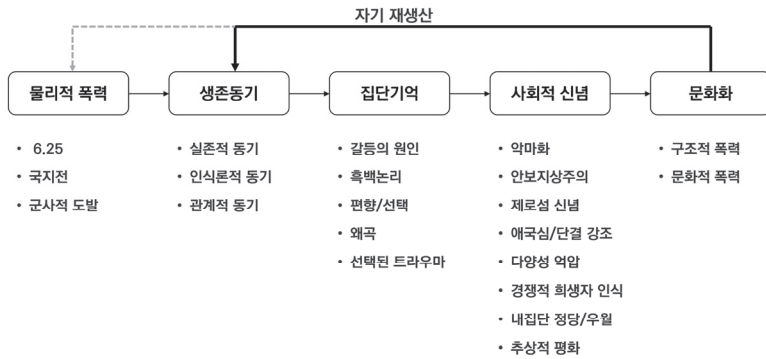 자기 재생산
물리적 폭력
생존동기
집단기억
사회적 신념
문화화
• 6.25
• 국지전
• 군사적 도발
• 실존적 동기
• 인식론적 동기
• 관계적 동기
• 갈등의 원인
• 흑백논리
• 편향/선택
• 왜곡
• 선택된 트라우마
• 악마화
• 안보지상주의
• 제로섬 신념
• 애국심/단결 강조
• 다양성 억압
• 경쟁적 희생자 인식
• 내집단 정당/우월
• 추상적 평화
• 구조적 폭력
• 문화적 폭력